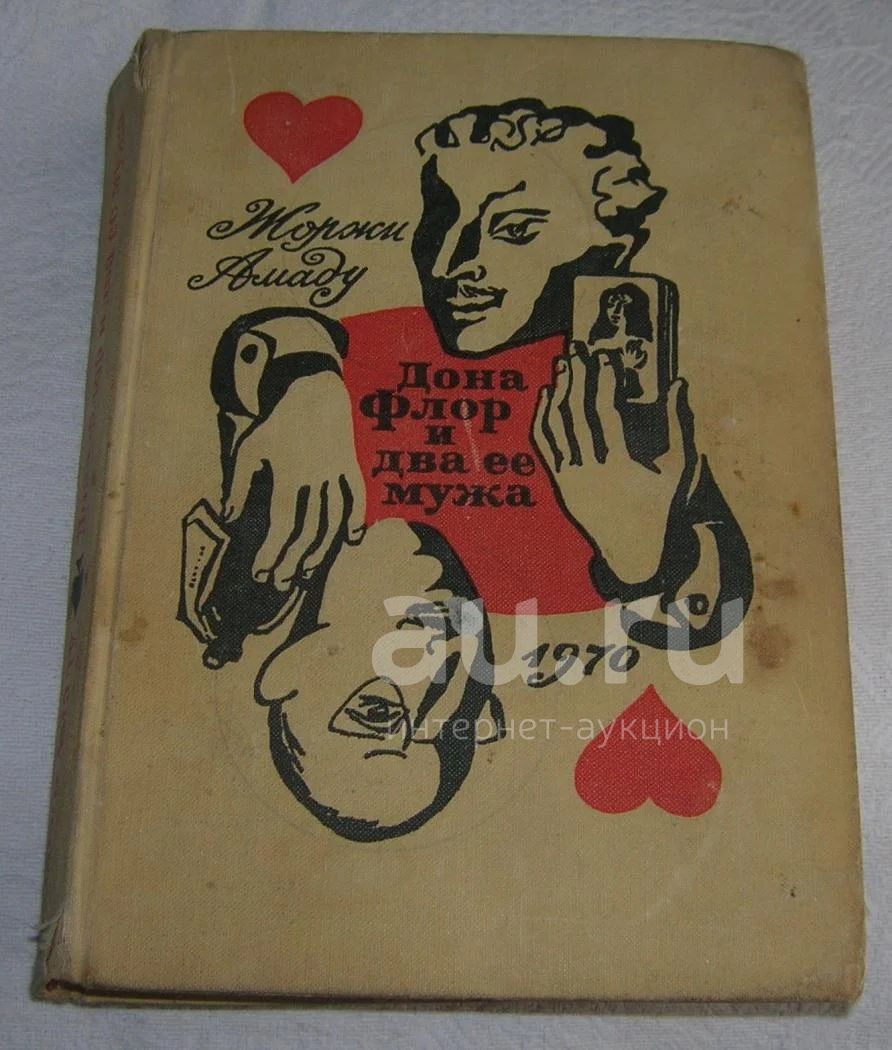 Жоржи
Амаду
Дона
Флор
и
два ее
мужа
1970
au.ru
интернет-аукцион